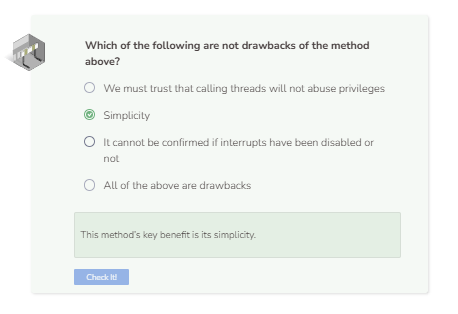 Which of the following are not drawbacks of the method
above?
We must trust that calling threads will not abuse privileges
Simplicity
It cannot be confirmed if interrupts have been disabled or
not
All of the above are drawbacks
This method's key benefit is its simplicity.
Check It!